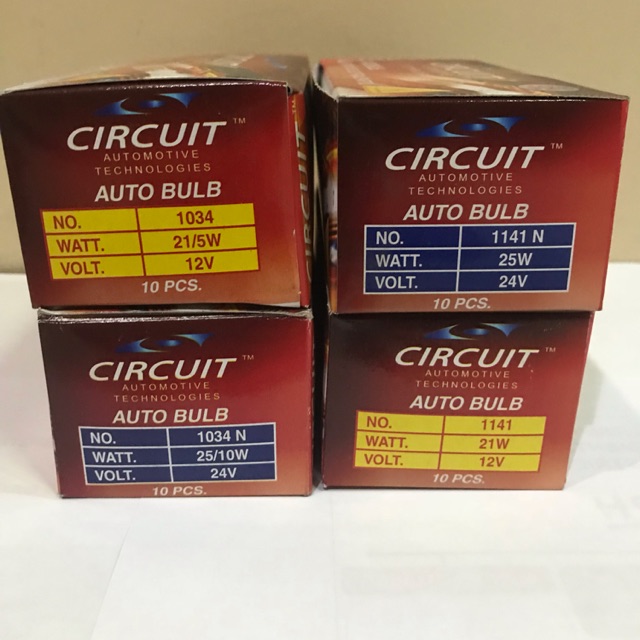 CIRCUIT™
AUTOMOTIVE
TECHNOLOGIES
AUTO BULB
NO. 1034
WATT. 21/5W
VOLT. 12V
10 PCS.
CIRCUIT
CIRCUIT™
AUTOMOTIVE
TECHNOLOGIES
AUTO BULB
NO. 1141 N
WATT. 25W
VOLT. 24V
10 PCS.
CIRCUIT™
AUTOMOTIVE
TECHNOLOGIES
AUTO BULB
NO. 1034 N
WATT. 25/10W
VOLT. 24V
10 PCS.
CIRCUIT™
AUTOMOTIVE
TECHNOLOGIES
AUTO BULB
NO. 1141
WATT. 21W
VOLT. 12V
10 PCS.